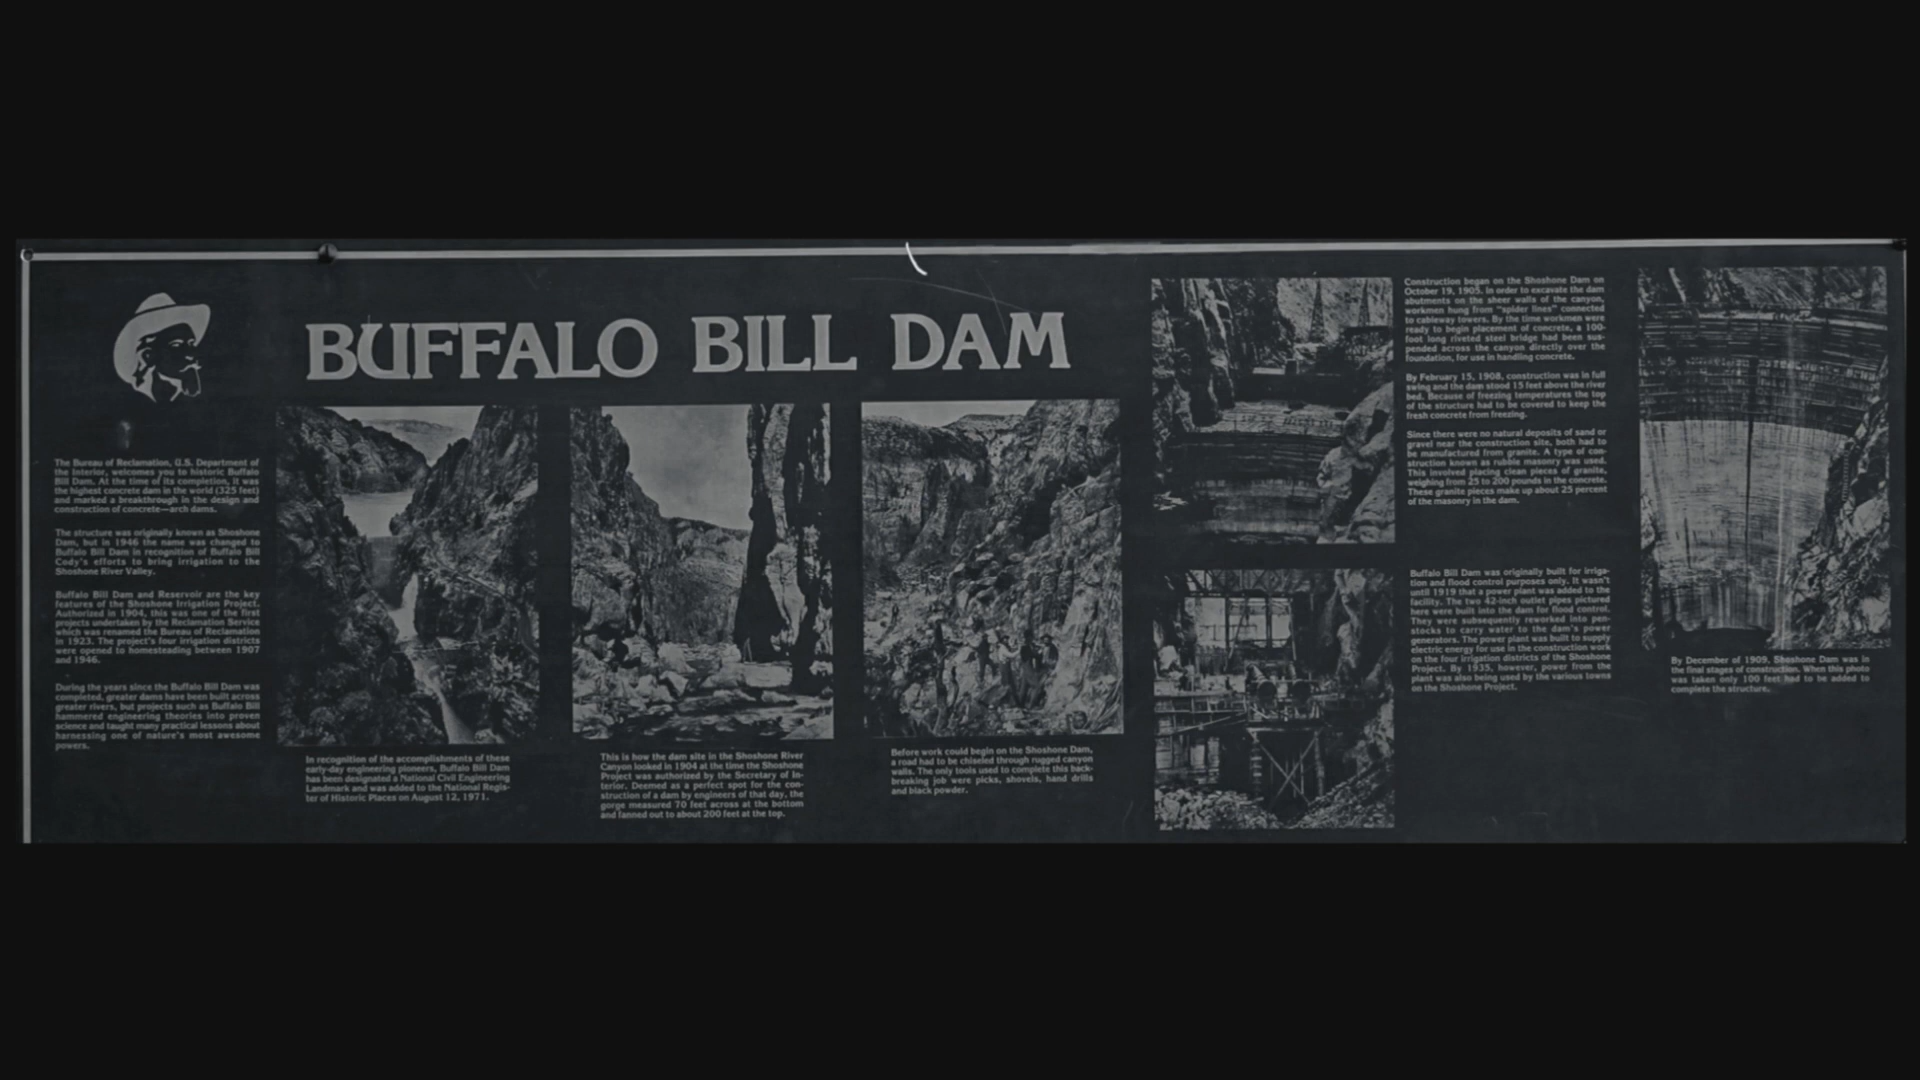 BUFFALO BILL DAM
The Bureau of Reclamation, U.S. Department of
the Interior, welcomes you to historic Buffalo
Bill Dam. At the time of its completion, it was
the highest concrete dam in the world (325 feet)
and marked a breakthrough in the design and
construction of concrete—arch dams.
The structure was originally known as Shoshone
Dam, but in 1946 the name was changed to
Buffalo Bill Dam in recognition of Buffalo Bill
Cody's efforts to bring irrigation to the
Shoshone River Valley.
Buffalo Bill Dam and Reservoir are the key
features of the Shoshone Irrigation Project.
Authorized in 1904, this was one of the first
projects undertaken by the Reclamation Service
which was renamed the Bureau of Reclamation
in 1923. The project's four irrigation districts
were opened to homesteading between 1907
and 1946.
During the years since the Buffalo Bill Dam was
completed, greater dams have been built across
greater rivers, but projects such as Buffalo Bill
hammered engineering theories into proven
science and taught many practical lessons about
harnessing one of nature's most awesome
powers.
In recognition of the accomplishments of these
early-day engineering pioneers, Buffalo Bill Dam
has been designated a National Civil Engineering
Landmark and was added to the National Regis-
ter of Historic Places on August 12, 1971.
This is how the dam site in the Shoshone River
Canyon looked in 1904 at the time the Shoshone
Project was authorized by the Secretary of In-
terior. Deemed as a perfect spot for the con-
struction of a dam by engineers of that day, the
gorge measured 70 feet across at the bottom
and fanned out to about 200 feet at the top.
Before work could begin on the Shoshone Dam,
a road had to be chiseled through rugged canyon
walls. The only tools used to complete this back-
breaking job were picks, shovels, hand drills
and black powder.
Construction began on the Shoshone Dam on
October 19, 1905. In order to excavate the dam
abutments on the sheer walls of the canyon,
workmen hung from "spider lines" connected
to cableway towers. By the time workmen were
ready to begin placement of concrete, a 100-
foot long riveted steel bridge had been sus-
pended across the canyon directly over the
foundation, for use in handling concrete.
By February 15, 1908, construction was in full
swing and the dam stood 15 feet above the river
bed. Because of freezing temperatures the top
of the structure had to be covered to keep the
fresh concrete from freezing.
Since there were no natural deposits of sand or
gravel near the construction site, both had to
be manufactured from granite. A type of con-
struction known as rubble masonry was used.
This involved placing clean pieces of granite,
weighing from 25 to 200 pounds in the concrete.
These granite pieces make up about 25 percent
of the masonry in the dam.
Buffalo Bill Dam was originally built for irriga-
tion and flood control purposes only. It wasn't
until 1919 that a power plant was added to the
facility. The two 42-inch outlet pipes pictured
here were built into the dam for flood control.
They were subsequently reworked into pen-
stocks to carry water to the dam's power
generators. The power plant was built to supply
electric energy for use in the construction work
on the four irrigation districts of the Shoshone
Project. By 1935, however, power from the
plant was also being used by the various towns
on the Shoshone Project.
By December of 1909, Shoshone Dam was in
the final stages of construction. When this photo
was taken only 100 feet had to be added to
complete the structure.